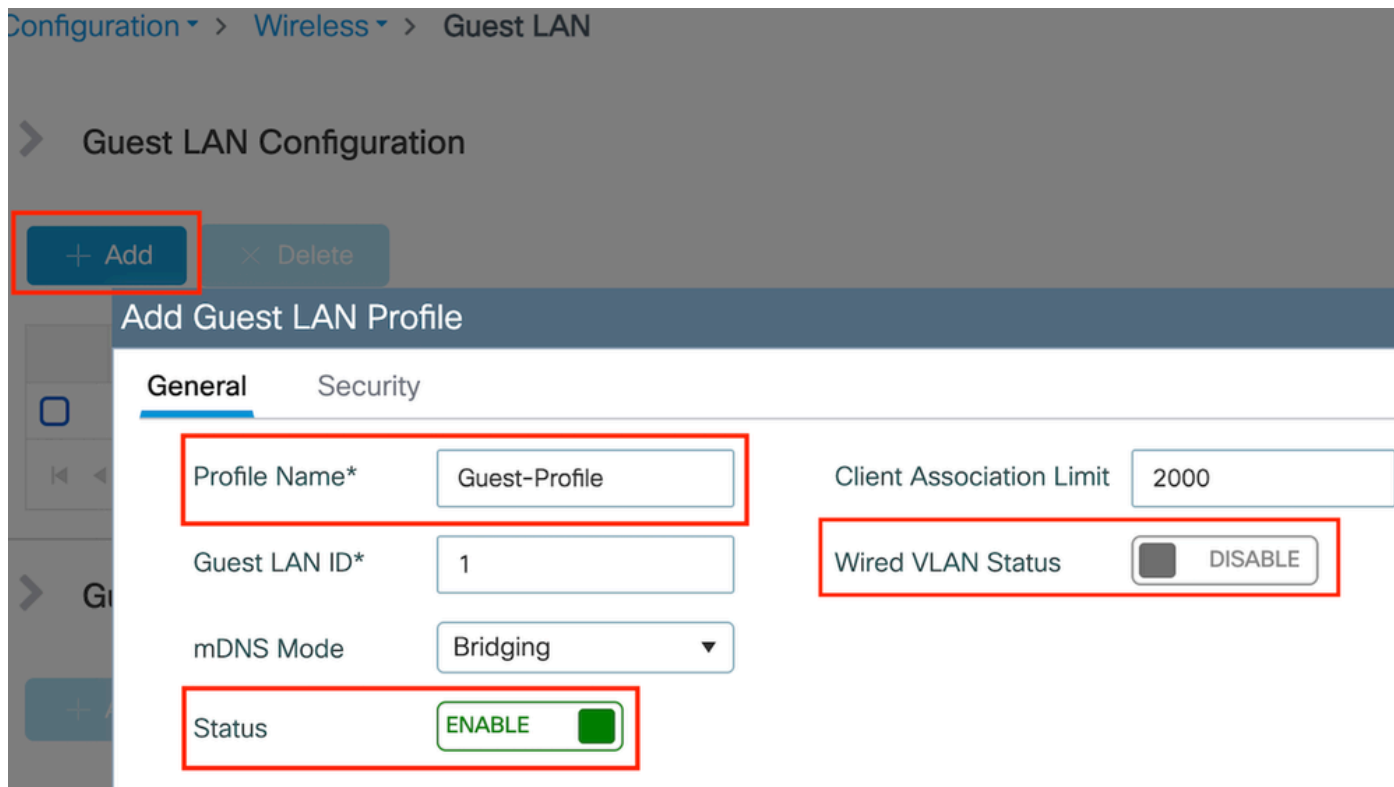 Configuration > Wireless > Guest LAN
Guest LAN Configuration
+ Add × Delete
Add Guest LAN Profile
General Security
Profile Name* Guest-Profile Client Association Limit 2000
Guest LAN ID* 1 Wired VLAN Status DISABLE
mDNS Mode Bridging
Status ENABLE